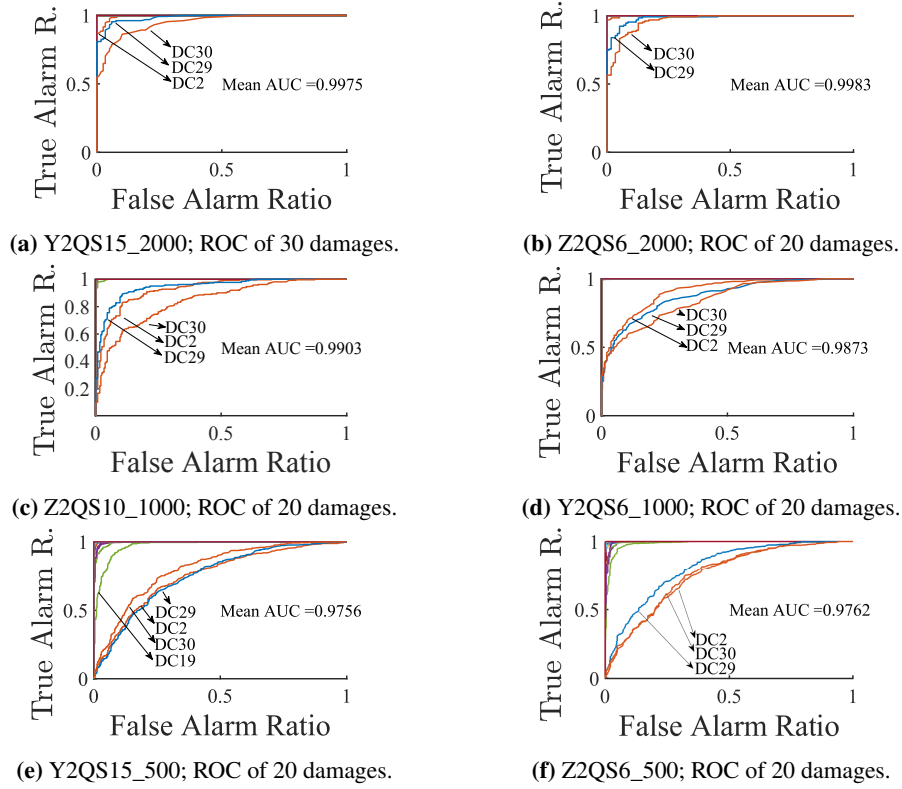 True Alarm R.
1
0.5
0
DC30
DC29
DC2
Mean AUC =0.9975
0
0.5
1
False Alarm Ratio
(a) Y2QS15_2000; ROC of 30 damages.
True Alarm R.
1
0.5
0
DC30
DC29
Mean AUC =0.9983
0
0.5
1
False Alarm Ratio
(b) Z2QS6_2000; ROC of 20 damages.
True Alarm R.
1
0.8
0.6
0.4
0.2
DC30
DC2
DC29
Mean AUC =0.9903
0
0.5
1
False Alarm Ratio
(c) Z2QS10_1000; ROC of 20 damages.
True Alarm R.
1
0.5
0
DC30
DC29
DC2
Mean AUC =0.9873
0
0.5
1
False Alarm Ratio
(d) Y2QS6_1000; ROC of 20 damages.
True Alarm R.
1
0.5
0
DC29
DC2
DC30
DC19
Mean AUC =0.9756
0
0.5
1
False Alarm Ratio
(e) Y2QS15_500; ROC of 20 damages.
True Alarm R.
1
0.5
0
DC2
DC30
DC29
Mean AUC =0.9762
0
0.5
1
False Alarm Ratio
(f) Z2QS6_500; ROC of 20 damages.